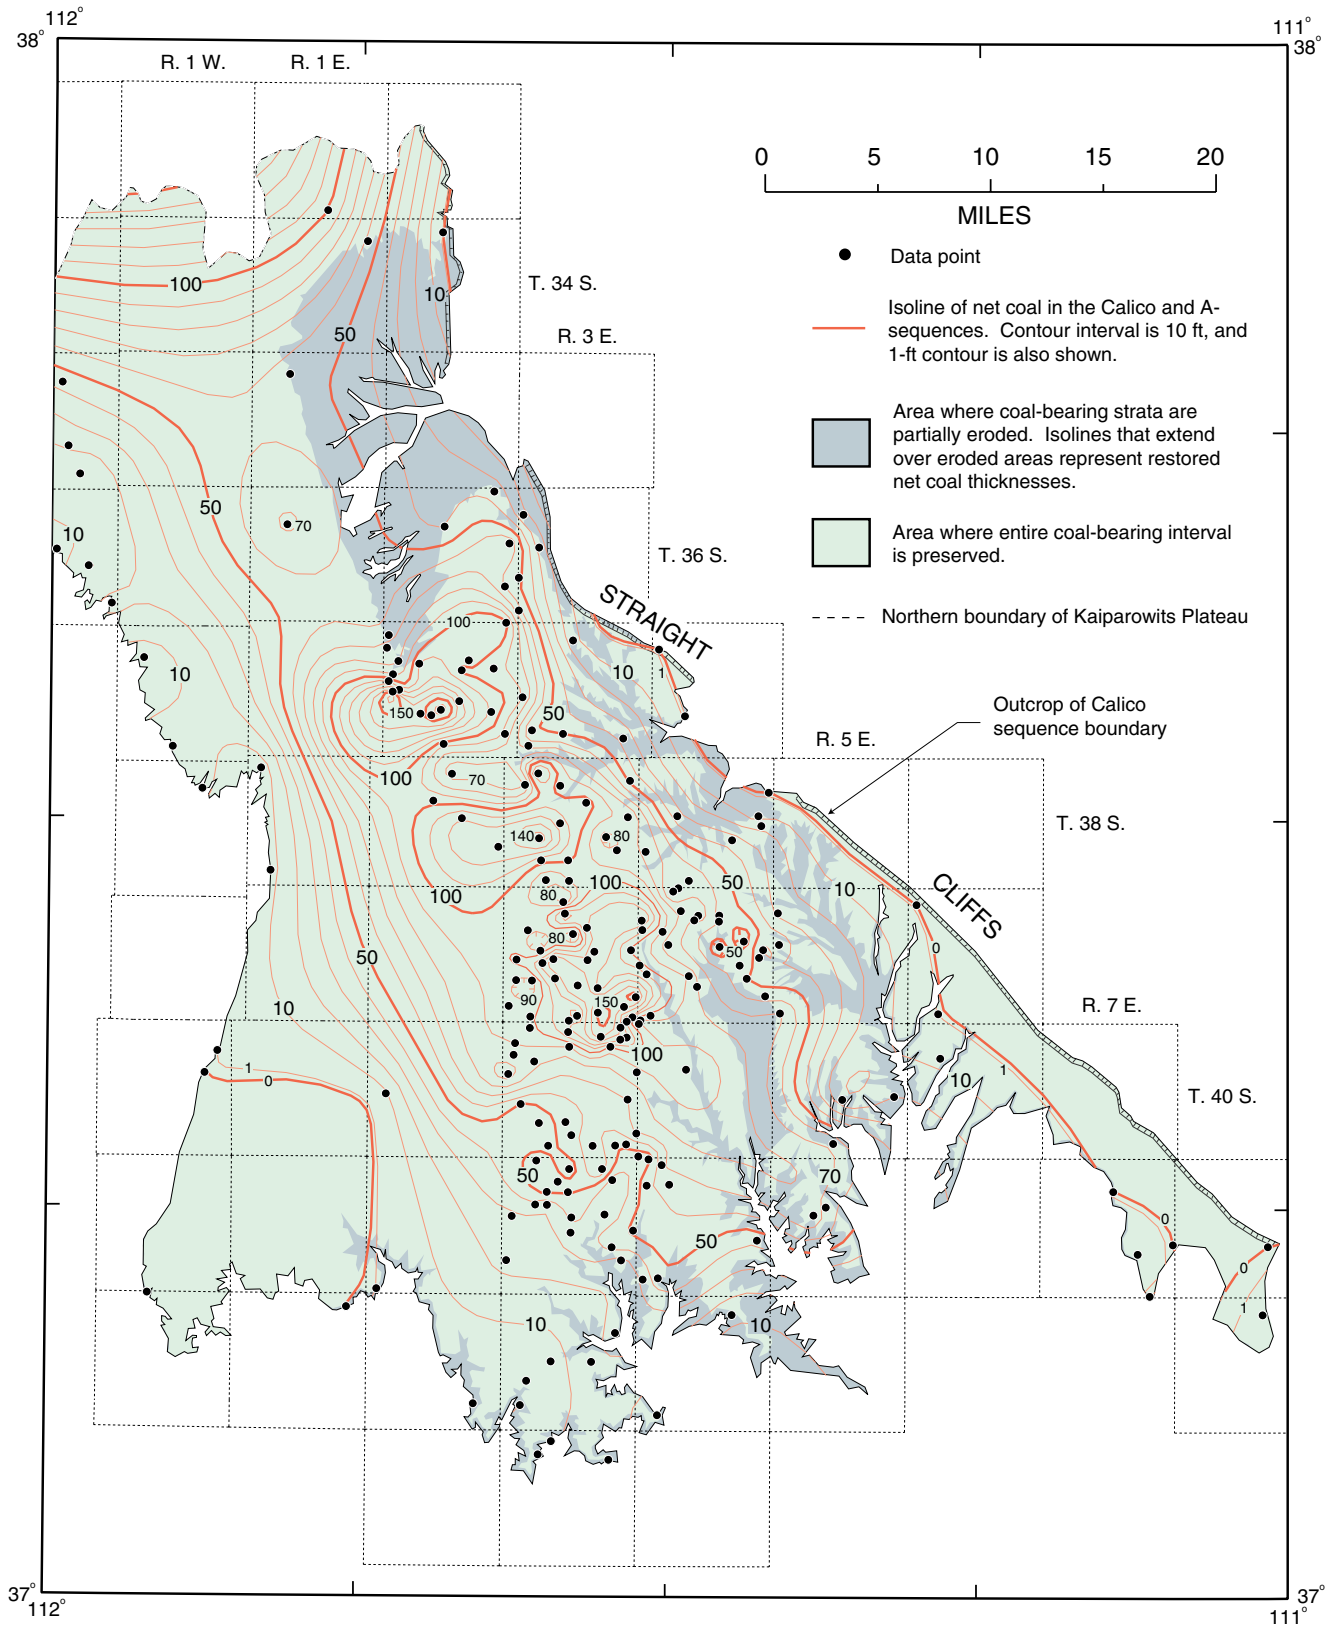 112°
111°
38°
38°
R. 1 W.
R. 1 E.
0
5
10
15
20
MILES
Data point
Isoline of net coal in the Calico and A-
sequences. Contour interval is 10 ft, and
1-ft contour is also shown.
Area where coal-bearing strata are
partially eroded. Isolines that extend
over eroded areas represent restored
net coal thicknesses.
Area where entire coal-bearing interval
is preserved.
Northern boundary of Kaiparowits Plateau
T. 34 S.
R. 3 E.
100
10
50
50
70
10
T. 36 S.
STRAIGHT
100
10
1
10
150
50
Outcrop of Calico
sequence boundary
R. 5 E.
100
70
T. 38 S.
140
80
100
100
80
50
10
CLIFFS
80
50
0
50
90
150
10
R. 7 E.
100
1
0
10
1
T. 40 S.
50
70
0
50
0
10
10
1
37°
37°
112°
111°